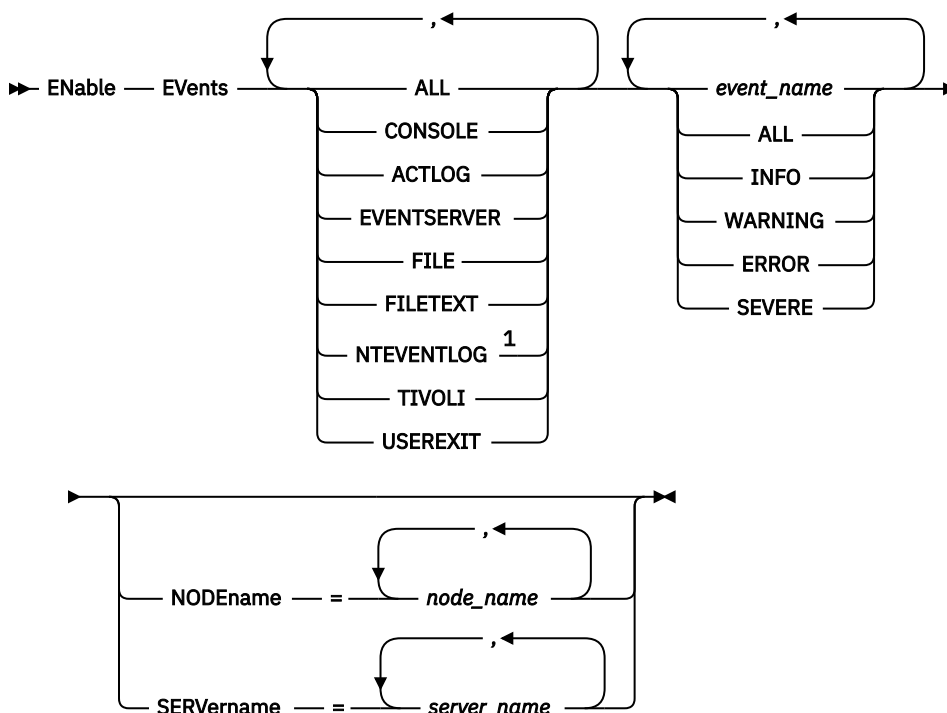 ,
,
ENable EVents ALL event_name
CONSOLE ALL
ACTLOG INFO
EVENTSERVER WARNING
FILE ERROR
FILETEXT SEVERE
NTEVENTLOG 1
TIVOLI
USEREXIT
,
NODEname = node_name
,
SERVername = server_name